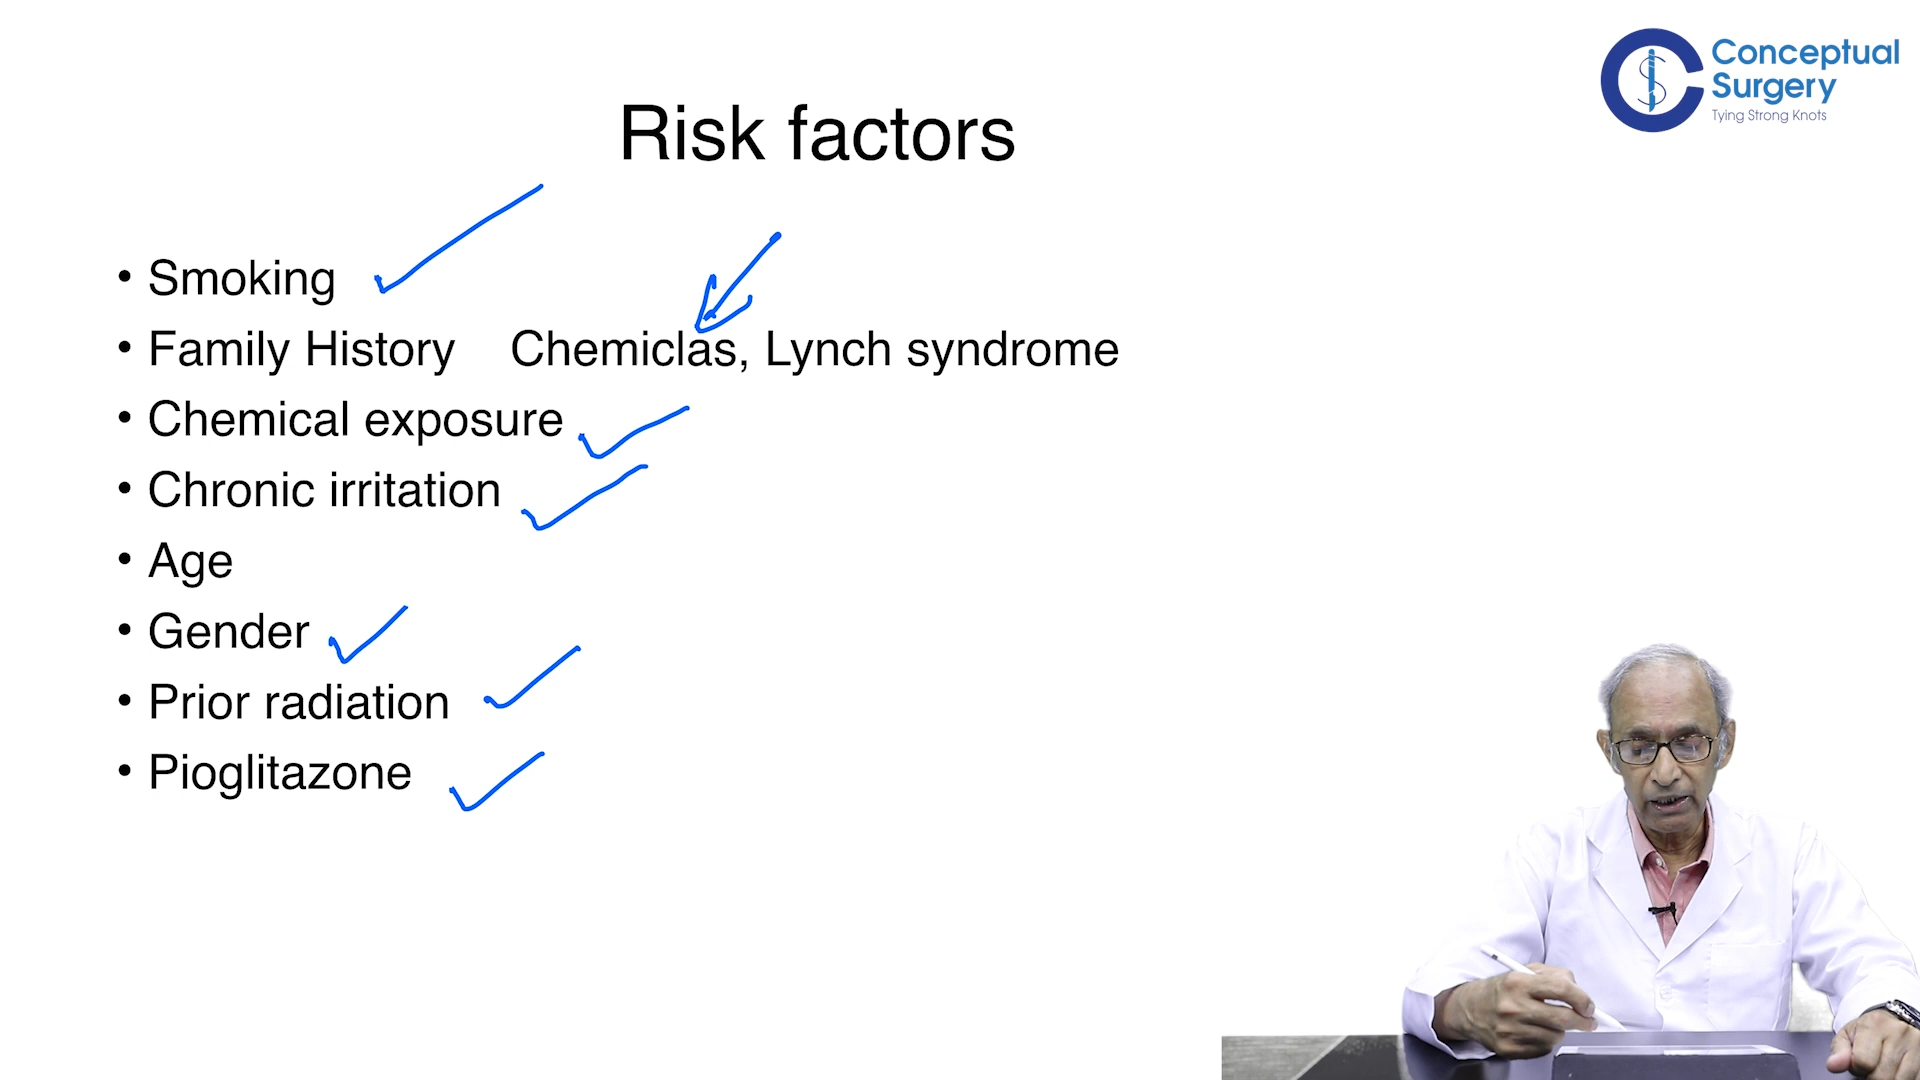 Conceptual
Surgery
Tying Strong Knots
Risk factors
• Smoking
• Family History Chemiclas, Lynch syndrome
• Chemical exposure
• Chronic irritation
• Age
• Gender
• Prior radiation
• Pioglitazone